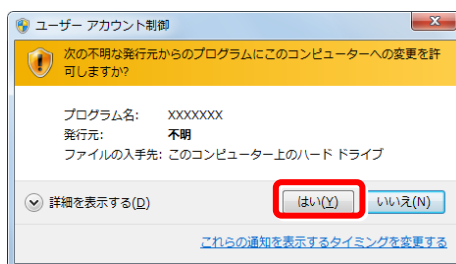 ユーザー アカウント制御
次の不明な発行元からのプログラムにこのコンピューターへの変更を許
可しますか?
プログラム名: XXXXXXX
発行元: 不明
ファイルの入手先: このコンピューター上のハード ドライブ
詳細を表示する(D) はい(Y) いいえ(N)
これらの通知を表示するタイミングを変更する